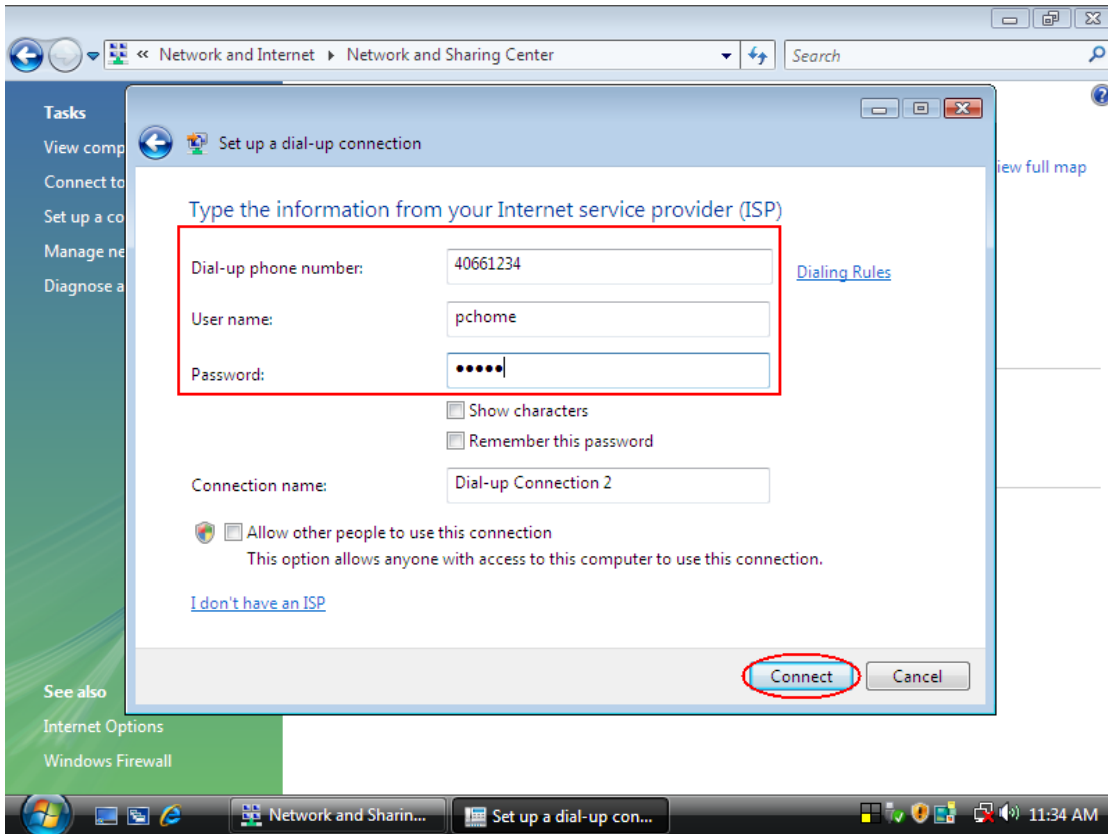 « Network and Internet ▸ Network and Sharing Center
Search
Tasks
View comp
Connect to
Set up a co
Manage ne
Diagnose a
iew full map
Set up a dial-up connection
Type the information from your Internet service provider (ISP)
Dial-up phone number:
40661234
Dialing Rules
User name:
pchome
Password:
•••••
Show characters
Remember this password
Connection name:
Dial-up Connection 2
Allow other people to use this connection
This option allows anyone with access to this computer to use this connection.
I don't have an ISP
Connect
Cancel
See also
Internet Options
Windows Firewall
Network and Sharin...
Set up a dial-up con...
11:34 AM